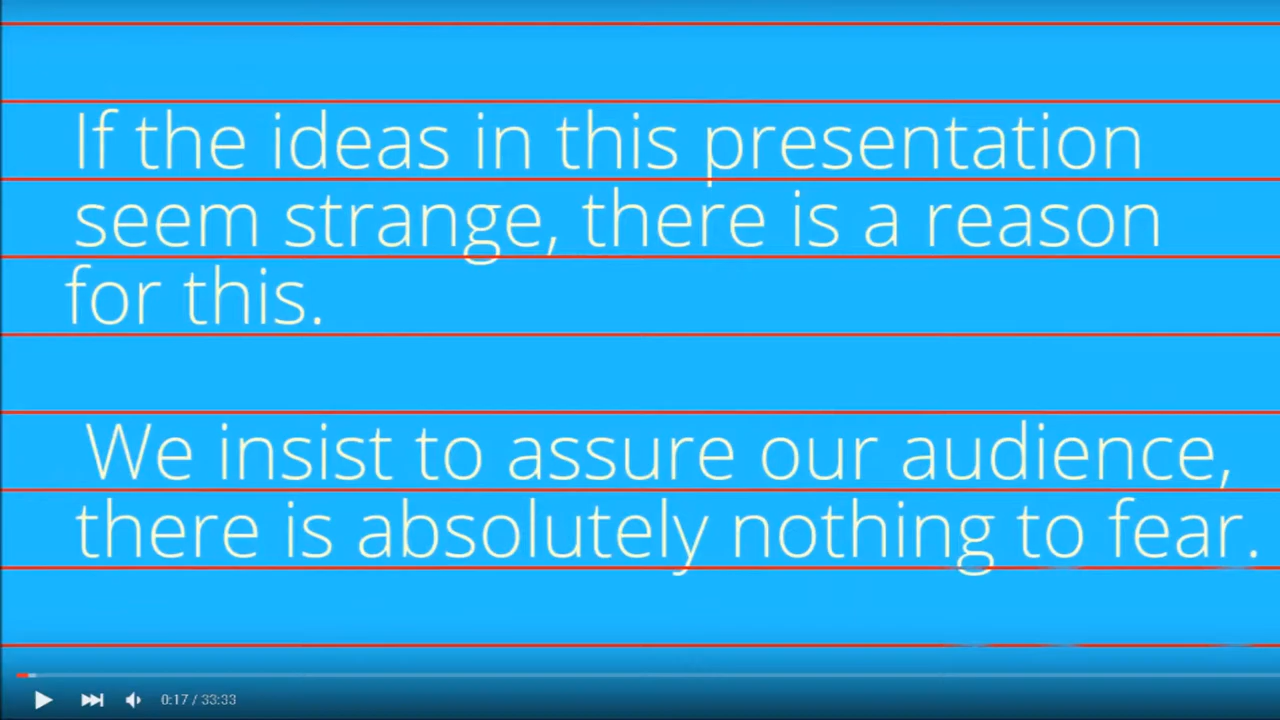 If the ideas in this presentation
seem strange, there is a reason
for this.
We insist to assure our audience,
there is absolutely nothing to fear.
0:17 / 33:33